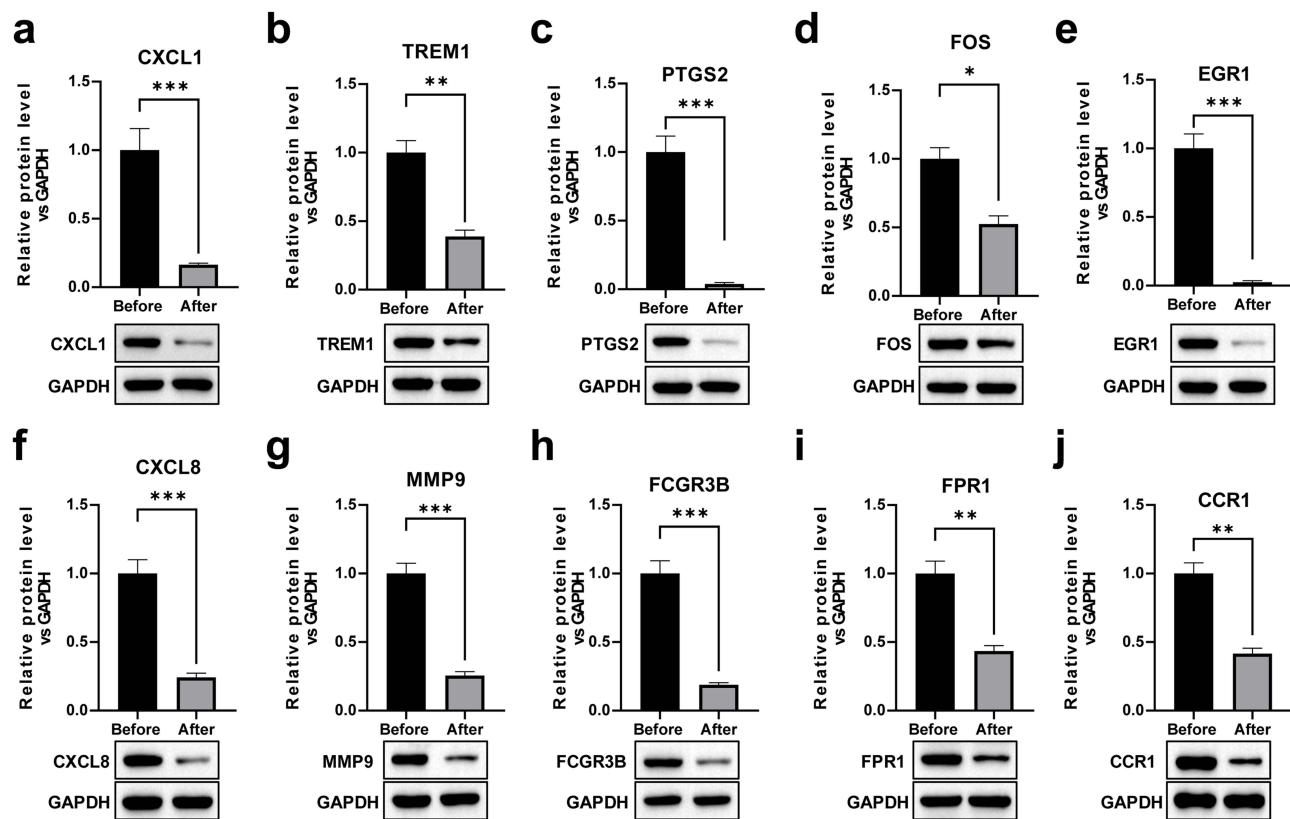 a
CXCL1
***
Relative protein level
vs GAPDH
1.5
1.0
0.5
0.0
Before After
CXCL1
GAPDH
b
TREM1
**
Relative protein level
vs GAPDH
1.5
1.0
0.5
0.0
Before After
TREM1
GAPDH
c
PTGS2
***
Relative protein level
vs GAPDH
1.5
1.0
0.5
0.0
Before After
PTGS2
GAPDH
d
FOS
*
Relative protein level
vs GAPDH
1.5
1.0
0.5
0.0
Before After
FOS
GAPDH
e
EGR1
***
Relative protein level
vs GAPDH
1.5
1.0
0.5
0.0
Before After
EGR1
GAPDH
f
CXCL8
***
Relative protein level
vs GAPDH
1.5
1.0
0.5
0.0
Before After
CXCL8
GAPDH
g
MMP9
***
Relative protein level
vs GAPDH
1.5
1.0
0.5
0.0
Before After
MMP9
GAPDH
h
FCGR3B
***
Relative protein level
vs GAPDH
1.5
1.0
0.5
0.0
Before After
FCGR3B
GAPDH
i
FPR1
**
Relative protein level
vs GAPDH
1.5
1.0
0.5
0.0
Before After
FPR1
GAPDH
j
CCR1
**
Relative protein level
vs GAPDH
1.5
1.0
0.5
0.0
Before After
CCR1
GAPDH